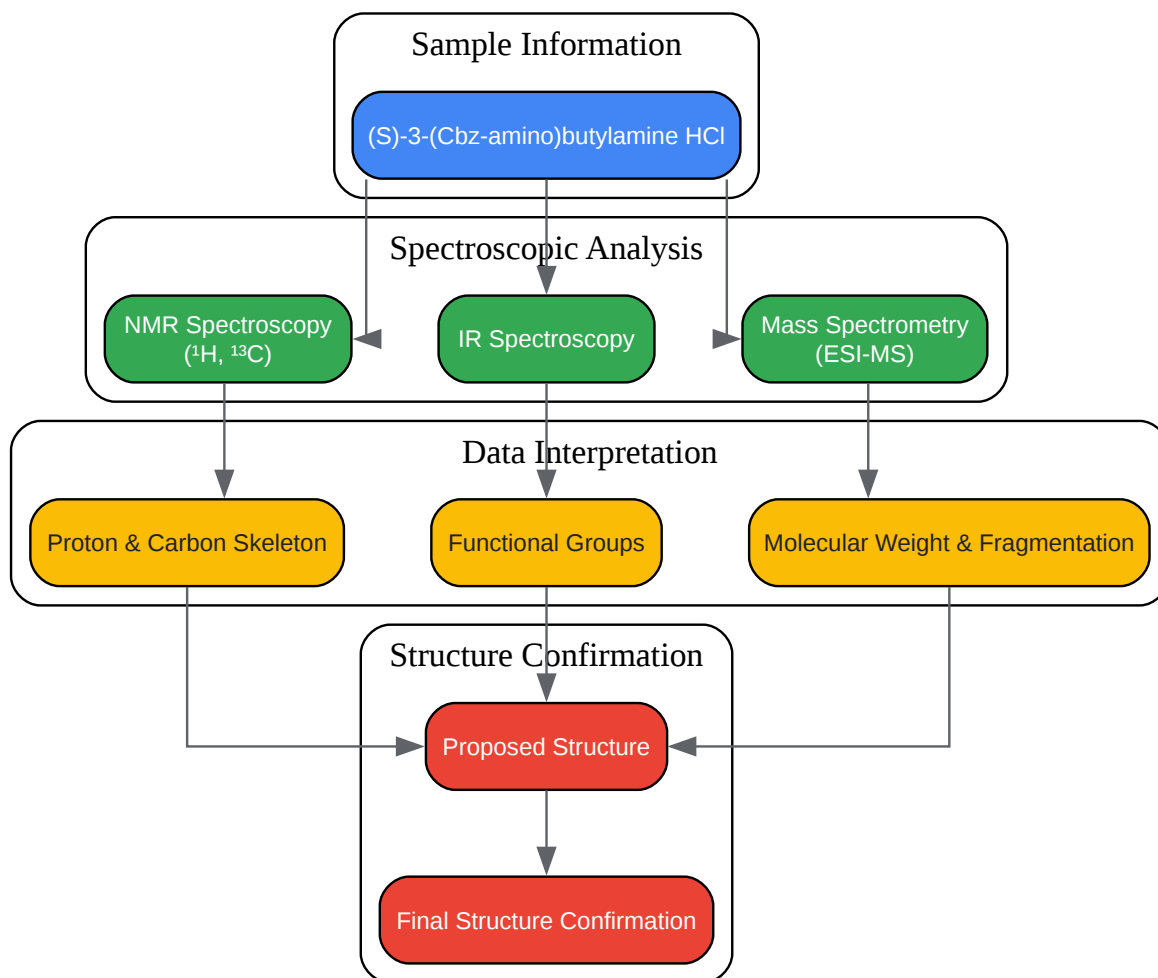 Sample Information
(S)-3-(Cbz-amino)butylamine HCl
Spectroscopic Analysis
NMR Spectroscopy
(¹H, ¹³C)
IR Spectroscopy
Mass Spectrometry
(ESI-MS)
Data Interpretation
Proton & Carbon Skeleton
Functional Groups
Molecular Weight & Fragmentation
Structure Confirmation
Proposed Structure
Final Structure Confirmation